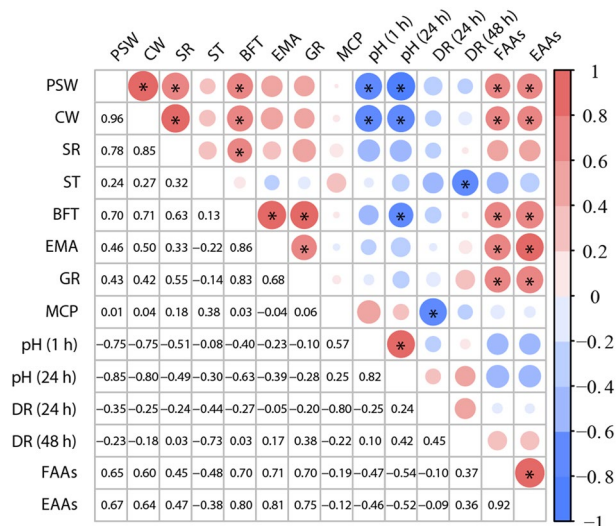 PSW CW SR ST BFT EMA GR MCP pH (1 h) pH (24 h) DR (24 h) DR (48 h) FAAs EAAs
PSW * * * * * * * 1
CW 0.96 * * * * * * 0.8
SR 0.78 0.85 * 0.6
ST 0.24 0.27 0.32 * 0.4
BFT 0.70 0.71 0.63 0.13 * * * * *
EMA 0.46 0.50 0.33 −0.22 0.86 * * * 0.2
GR 0.43 0.42 0.55 −0.14 0.83 0.68 * * 0
MCP 0.01 0.04 0.18 0.38 0.03 −0.04 0.06 *
pH (1 h) −0.75 −0.75 −0.51 −0.08 −0.40 −0.23 −0.10 0.57 * −0.2
pH (24 h) −0.85 −0.80 −0.49 −0.30 −0.63 −0.39 −0.28 0.25 0.82 −0.4
DR (24 h) −0.35 −0.25 −0.24 −0.44 −0.27 −0.05 −0.20 −0.80 −0.25 0.24 −0.6
DR (48 h) −0.23 −0.18 0.03 −0.73 0.03 0.17 0.38 −0.22 0.10 0.42 0.45
FAAs 0.65 0.60 0.45 −0.48 0.70 0.71 0.70 −0.19 −0.47 −0.54 −0.10 0.37 * −0.8
EAAs 0.67 0.64 0.47 −0.38 0.80 0.81 0.75 −0.12 −0.46 −0.52 −0.09 0.36 0.92 −1